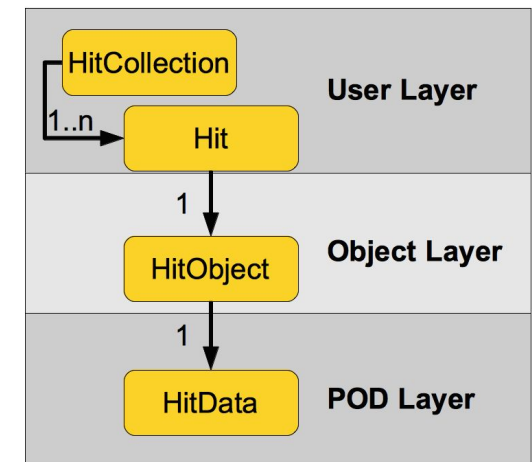 HitCollection
User Layer
1..n
Hit
1
HitObject
Object Layer
1
HitData
POD Layer